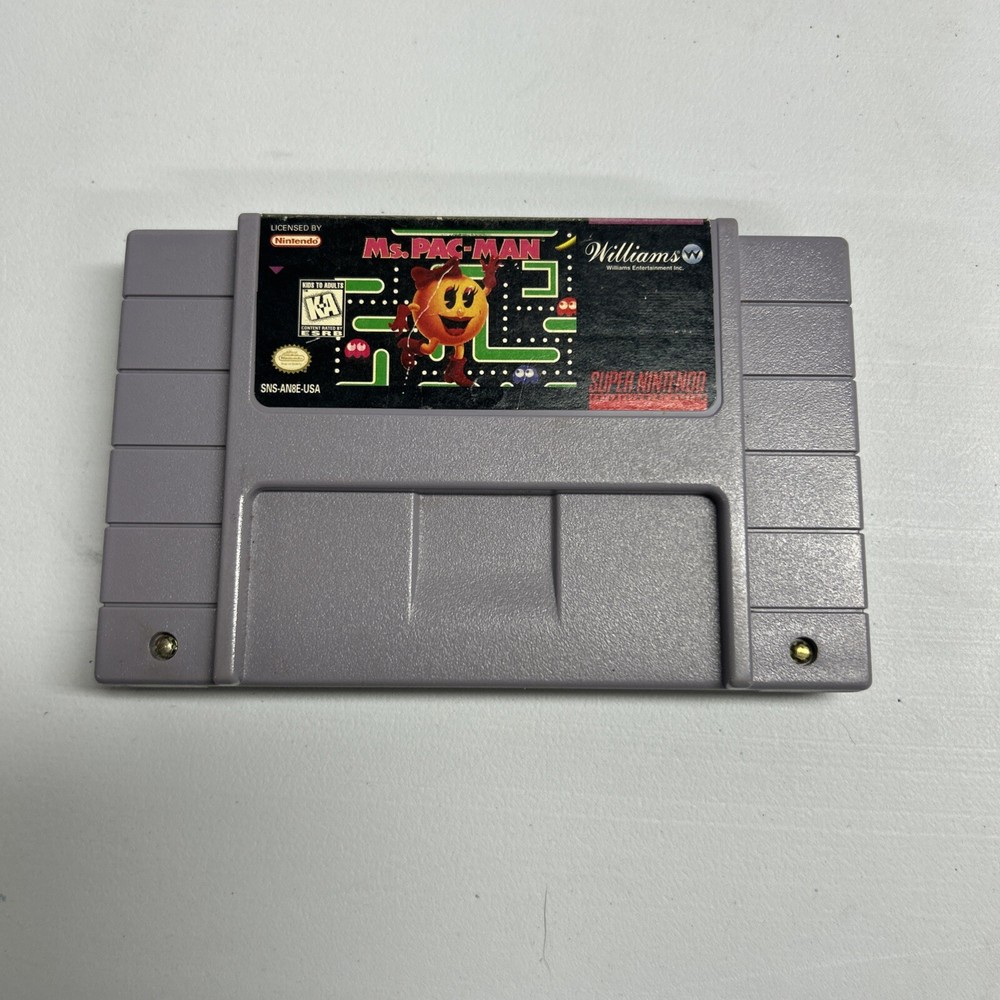 LICENSED BY
Nintendo
Ms. PAC-MAN
Williams W
Williams Entertainment Inc.
KIDS TO ADULTS
K-A
CONTENT RATED BY
ESRB
SNS-AN8E-USA
SUPER NINTENDO